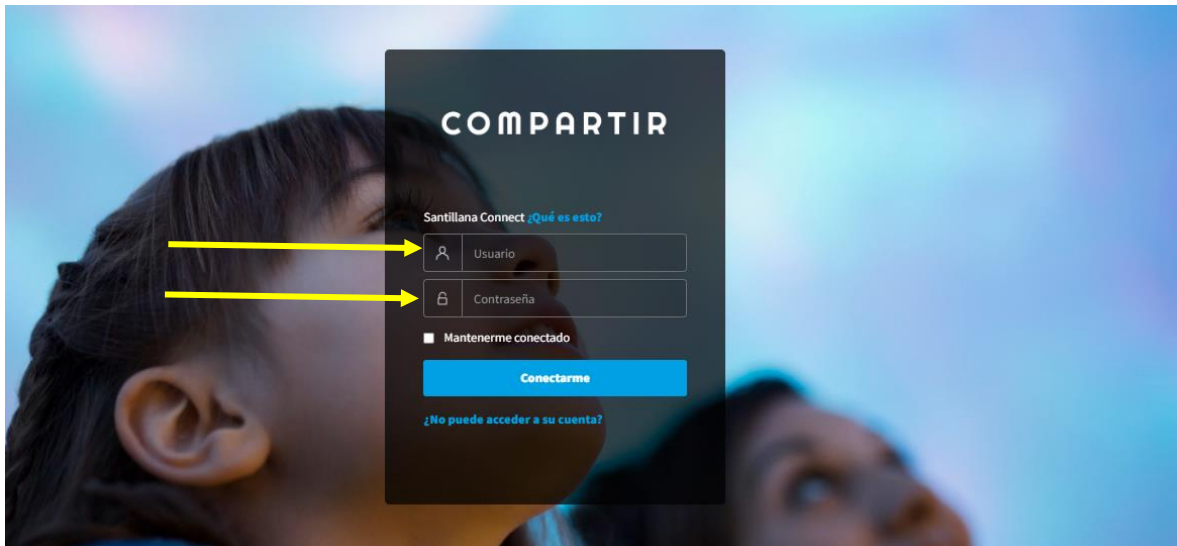 COMPARTIR
Santillana Connect ¿Qué es esto?
Usuario
Contraseña
Mantenerme conectado
Conectarme
¿No puede acceder a su cuenta?